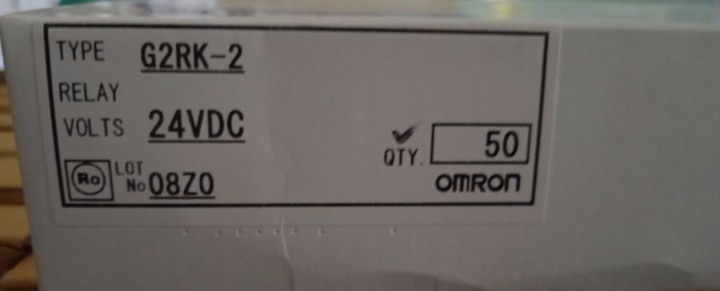 TYPE G2RK-2
RELAY
VOLTS 24VDC
QTY. 50
Ro LOT No 08Z0
OMRON